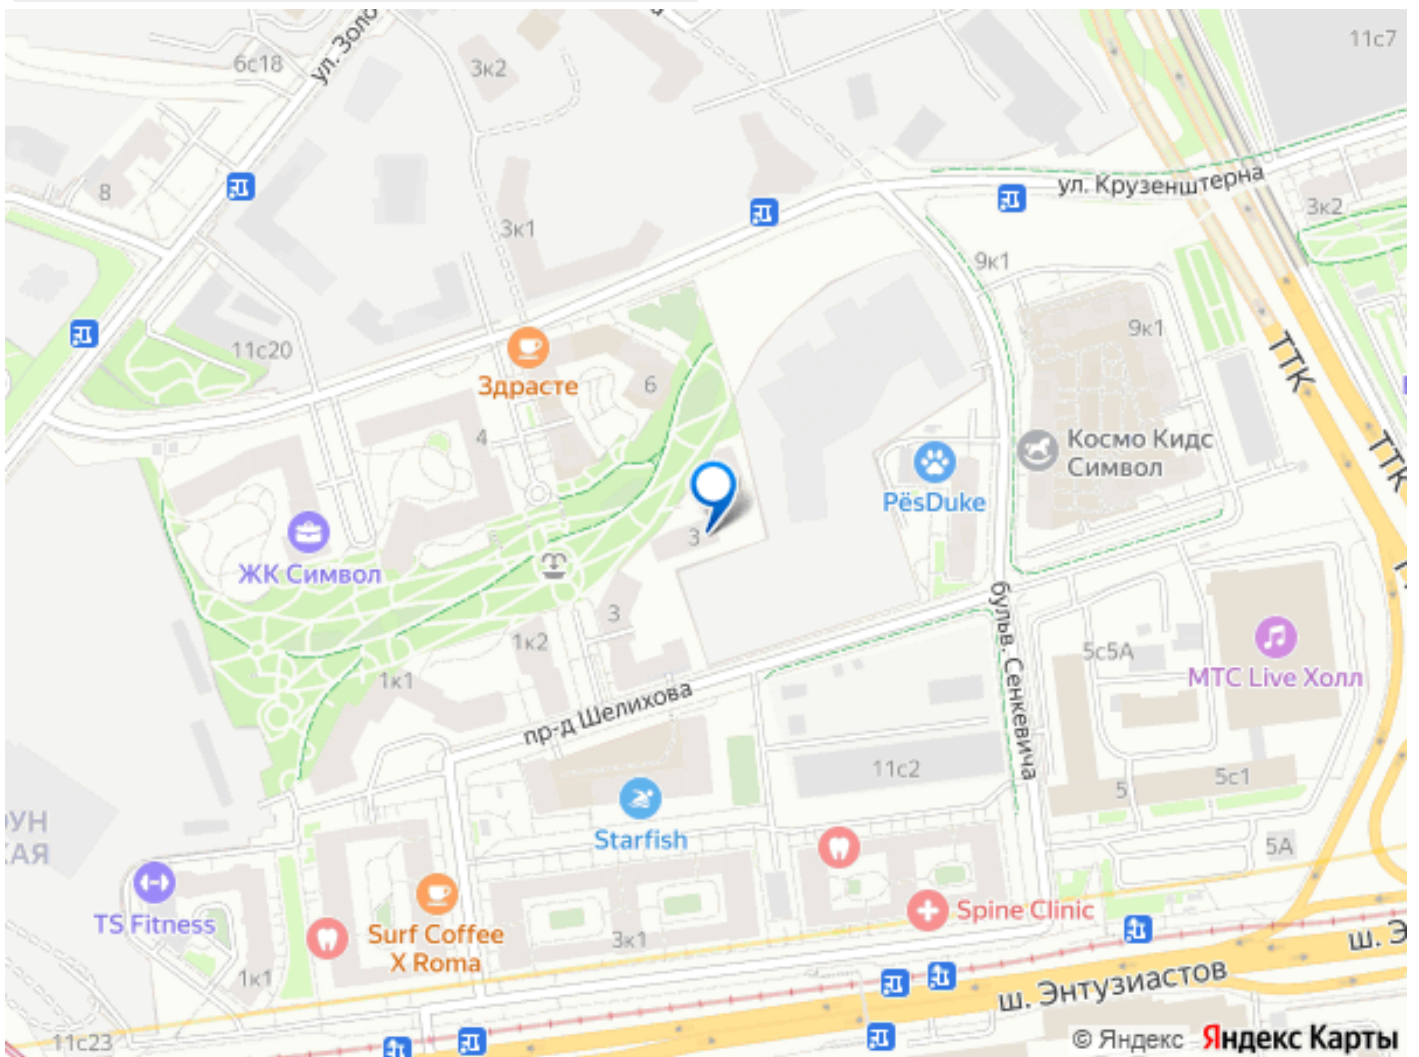 11с7
6с18
ул. Золо
3к2
8
ул. Крузенштерна
3к2
3к1
9к1
9к1
11с20
Здрасте
ТТК
6
4
Космо Кидс
Символ
ТТК
PёsDuke
3
ЖК Символ
бульв. Сенкевича
3
1к2
5с5А
МТС Live Холл
1к1
пр-д Шелихова
11с2
5с1
5
УН
АЯ
Starfish
5А
TS Fitness
Spine Clinic
Surf Coffee
X Roma
3к1
ш. Э
1к1
ш. Энтузиастов
11с23
© Яндекс Яндекс Карты